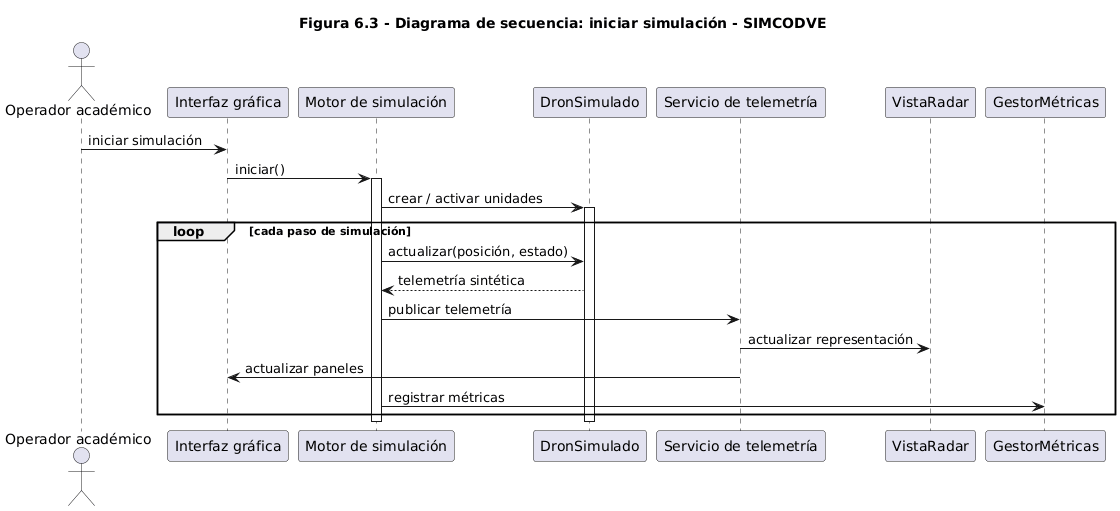 Figura 6.3 - Diagrama de secuencia: iniciar simulación - SIMCODVE
Operador académico
Interfaz gráfica
Motor de simulación
DronSimulado
Servicio de telemetría
VistaRadar
GestorMétricas
iniciar simulación
iniciar()
crear / activar unidades
loop
[cada paso de simulación]
actualizar(posición, estado)
telemetría sintética
publicar telemetría
actualizar representación
actualizar paneles
registrar métricas
Operador académico
Interfaz gráfica
Motor de simulación
DronSimulado
Servicio de telemetría
VistaRadar
GestorMétricas